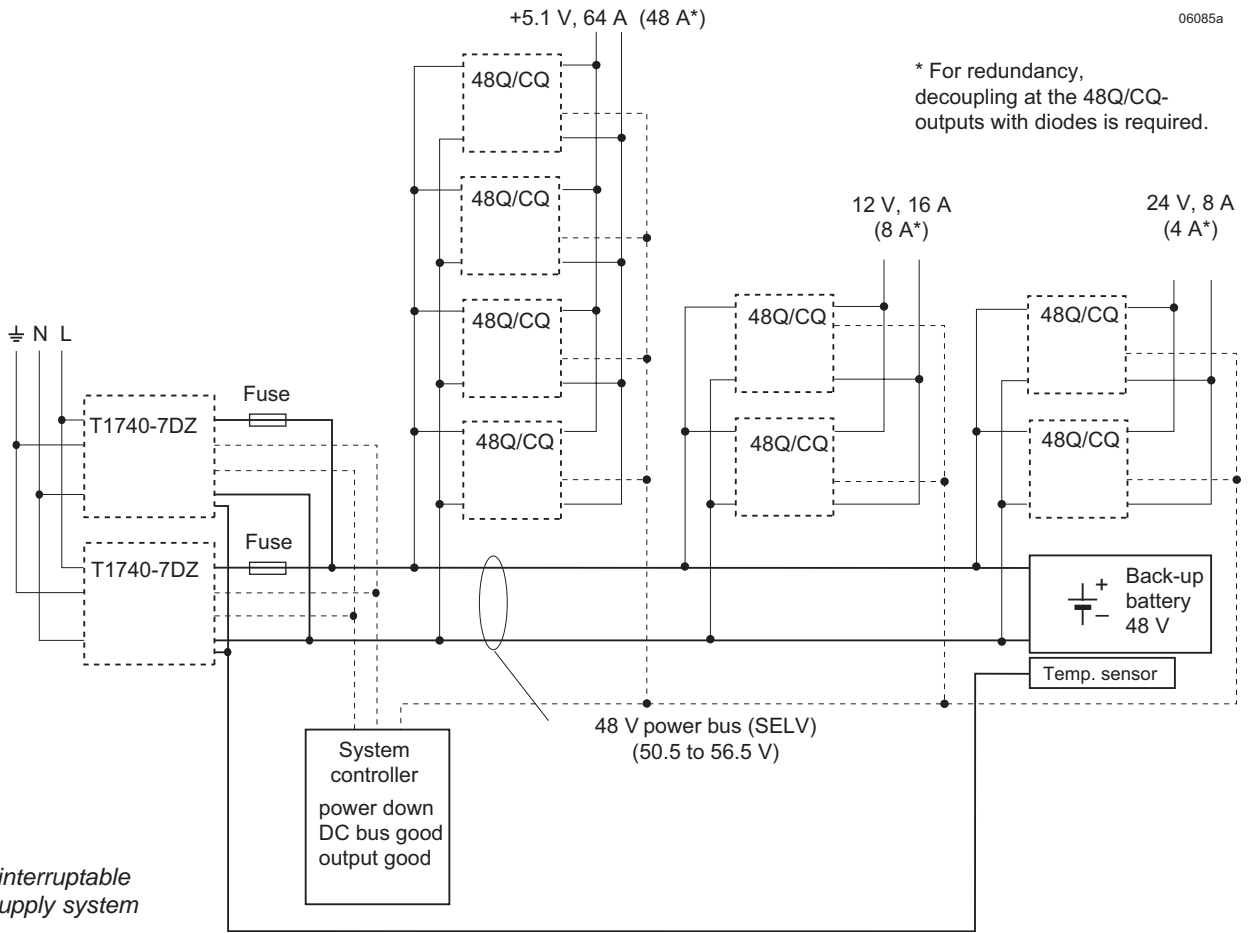 +5.1 V, 64 A (48 A*)
06085a
* For redundancy,
decoupling at the 48Q/CQ-
outputs with diodes is required.
48Q/CQ
48Q/CQ
48Q/CQ
48Q/CQ
12 V, 16 A
(8 A*)
48Q/CQ
48Q/CQ
24 V, 8 A
(4 A*)
48Q/CQ
48Q/CQ
N L
T1740-7DZ
Fuse
T1740-7DZ
Fuse
+
–
Back-up
battery
48 V
Temp. sensor
48 V power bus (SELV)
(50.5 to 56.5 V)
System
controller
power down
DC bus good
output good
interruptable
upply system